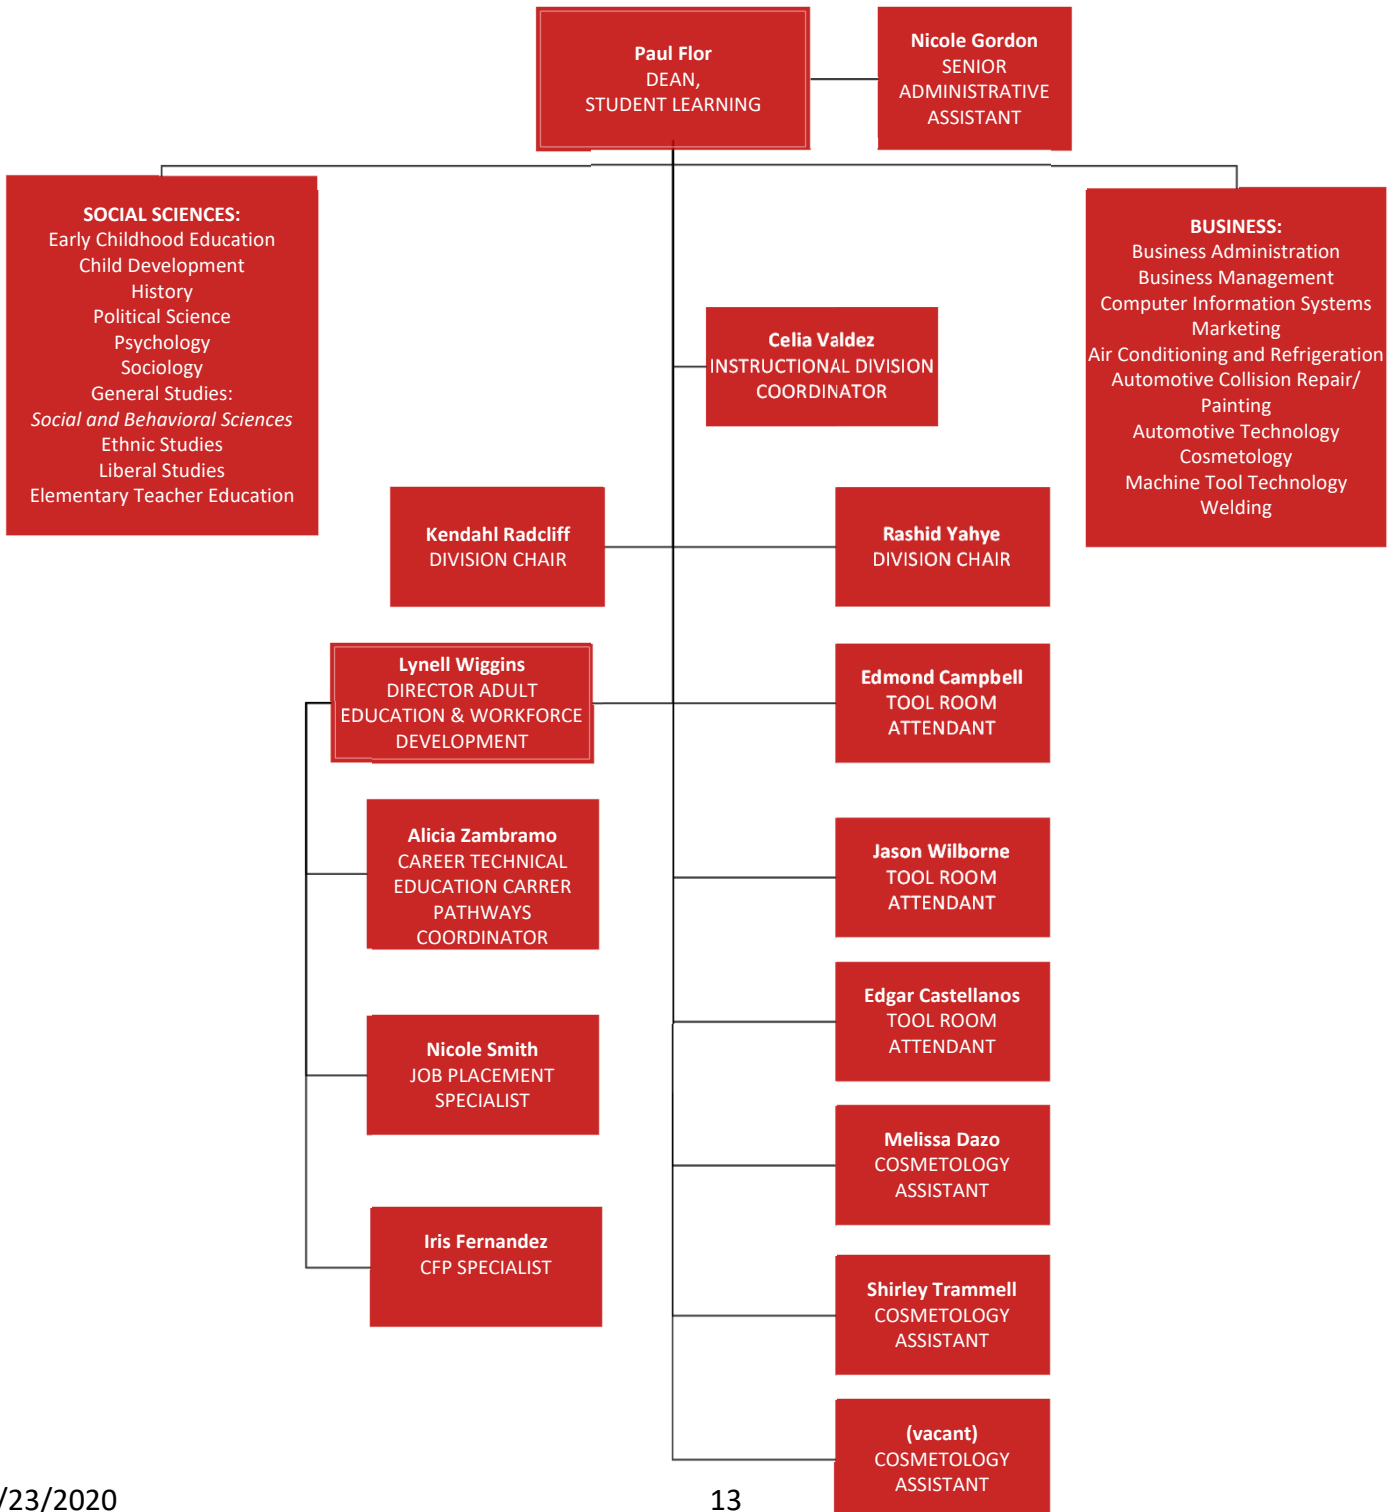 Paul Flor
DEAN,
STUDENT LEARNING
Nicole Gordon
SENIOR
ADMINISTRATIVE
ASSISTANT
SOCIAL SCIENCES:
Early Childhood Education
Child Development
History
Political Science
Psychology
Sociology
General Studies:
Social and Behavioral Sciences
Ethnic Studies
Liberal Studies
Elementary Teacher Education
BUSINESS:
Business Administration
Business Management
Computer Information Systems
Marketing
Air Conditioning and Refrigeration
Automotive Collision Repair/
Painting
Automotive Technology
Cosmetology
Machine Tool Technology
Welding
Celia Valdez
INSTRUCTIONAL DIVISION
COORDINATOR
Kendahl Radcliff
DIVISION CHAIR
Rashid Yahye
DIVISION CHAIR
Lynell Wiggins
DIRECTOR ADULT
EDUCATION & WORKFORCE
DEVELOPMENT
Edmond Campbell
TOOL ROOM
ATTENDANT
Alicia Zambramo
CAREER TECHNICAL
EDUCATION CARRER
PATHWAYS
COORDINATOR
Jason Wilborne
TOOL ROOM
ATTENDANT
Edgar Castellanos
TOOL ROOM
ATTENDANT
Nicole Smith
JOB PLACEMENT
SPECIALIST
Melissa Dazo
COSMETOLOGY
ASSISTANT
Iris Fernandez
CFP SPECIALIST
Shirley Trammell
COSMETOLOGY
ASSISTANT
(vacant)
COSMETOLOGY
ASSISTANT
/23/2020
13